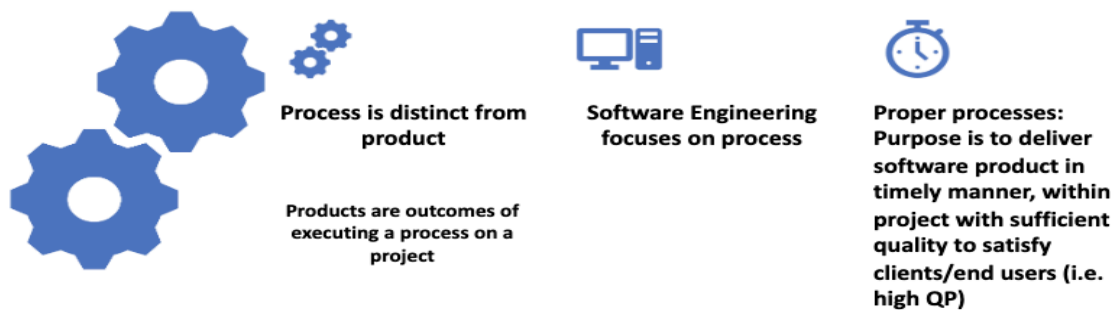 Process is distinct from
product
Products are outcomes of
executing a process on a
project
Software Engineering
focuses on process
Proper processes:
Purpose is to deliver
software product in
timely manner, within
project with sufficient
quality to satisfy
clients/end users (i.e.
high QP)